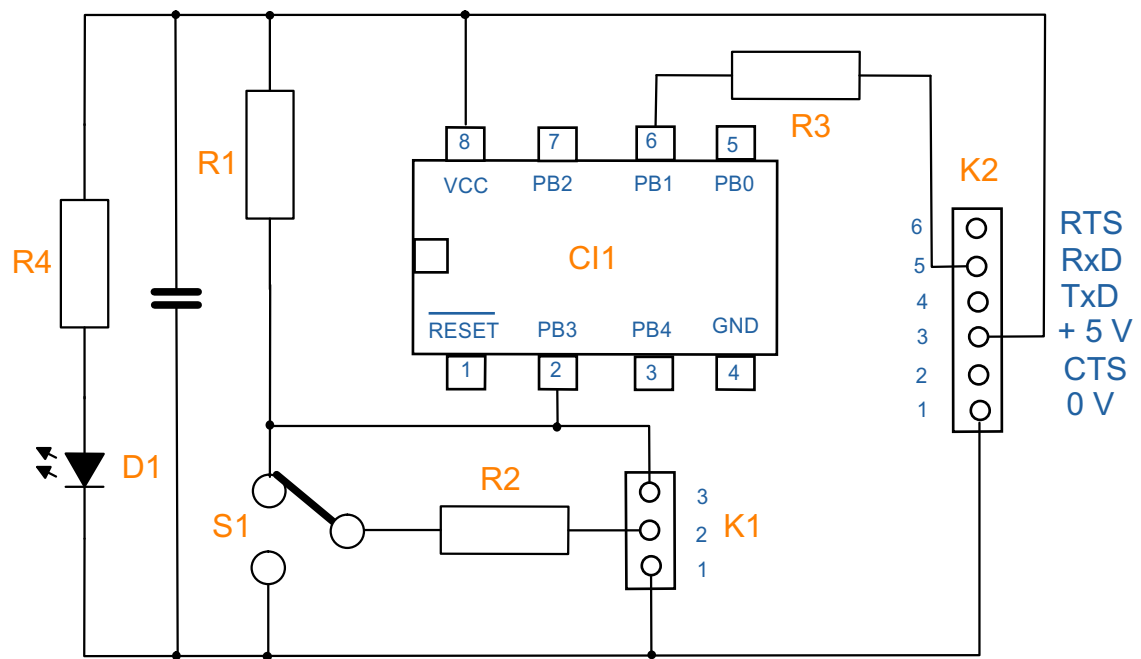 8
7
6
5
VCC
PB2
PB1
PB0
CI1
RESET
PB3
PB4
GND
1
2
3
4
R1
R4
D1
S1
R2
R3
K1
3
2
1
K2
6 RTS
5 RxD
4 TxD
3 + 5 V
2 CTS
1 0 V